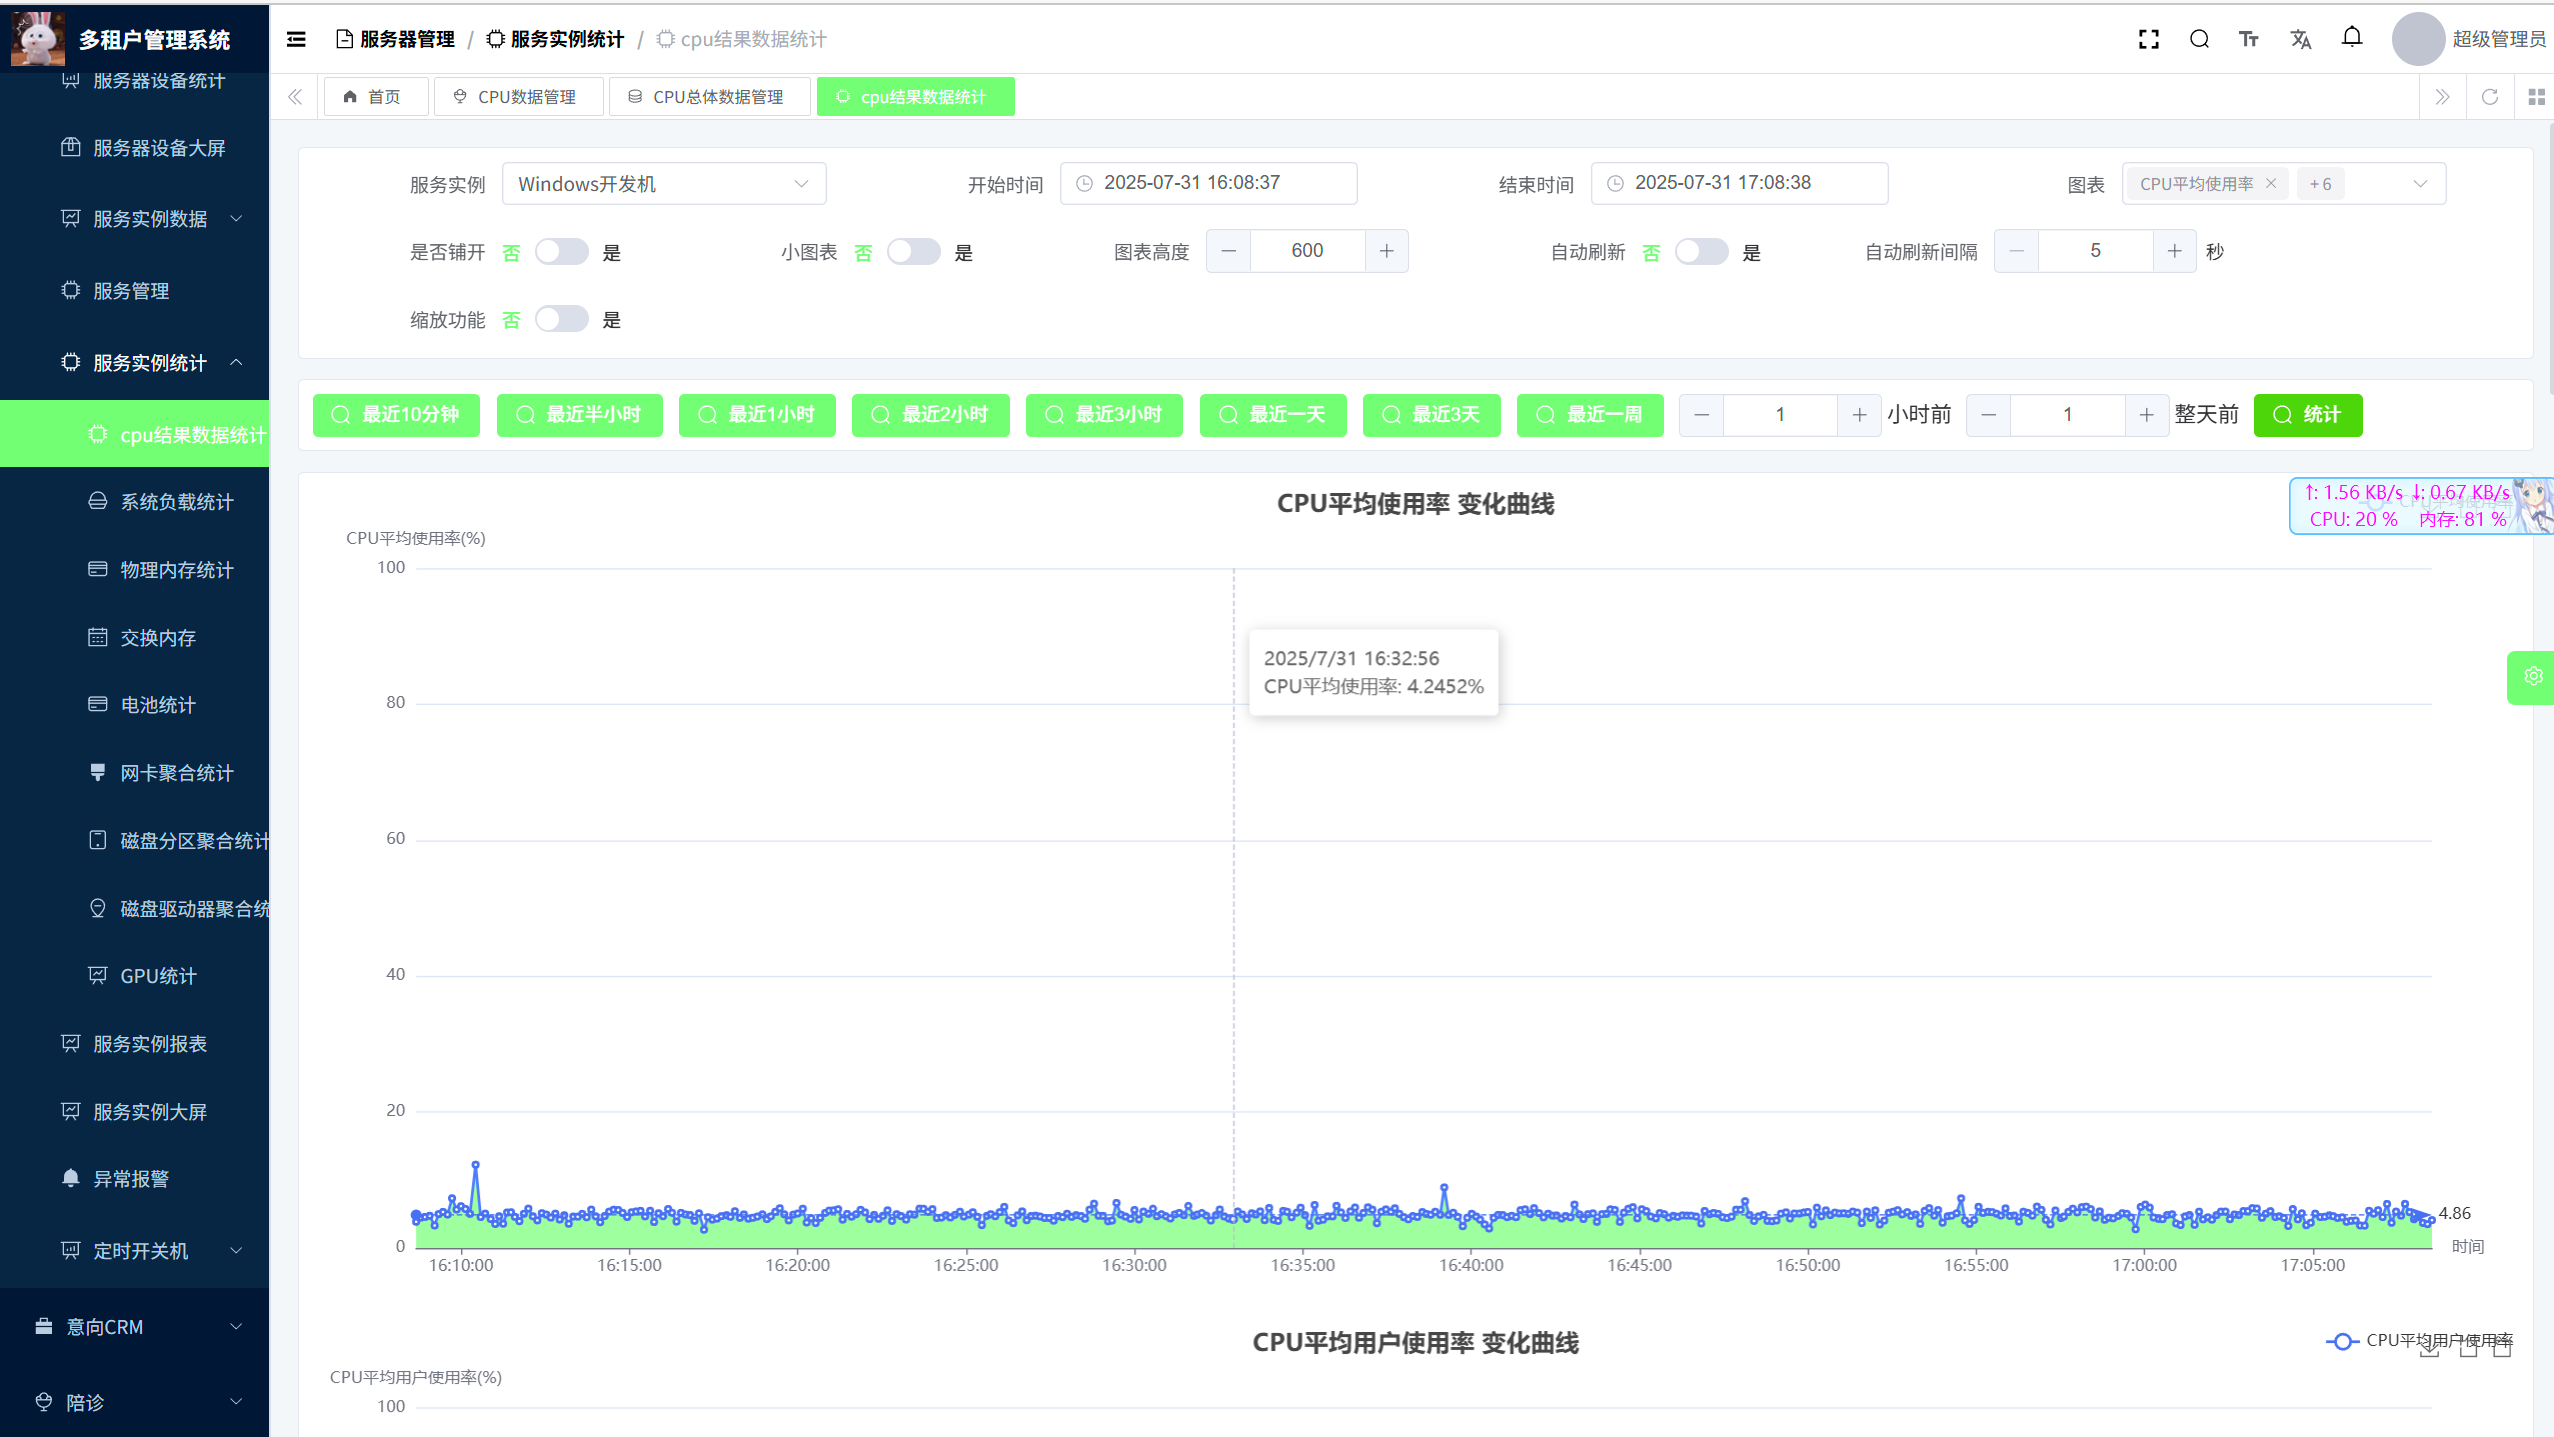 多租户管理系统
服务器设备统计
服务器设备大屏
服务实例数据
服务管理
服务实例统计
cpu结果数据统计
系统负载统计
物理内存统计
交换内存
电池统计
网卡聚合统计
磁盘分区聚合统计
磁盘驱动器聚合统
GPU统计
服务实例报表
服务实例大屏
异常报警
定时开关机
意向CRM
陪诊
服务器管理 / 服务实例统计 / cpu结果数据统计
超级管理员
首页 CPU数据管理 CPU总体数据管理 cpu结果数据统计
服务实例 Windows开发机 开始时间 2025-07-31 16:08:37 结束时间 2025-07-31 17:08:38 图表 CPU平均使用率 + 6
是否铺开 否 是 小图表 否 是 图表高度 600 自动刷新 否 是 自动刷新间隔 5 秒
缩放功能 否 是
最近10分钟 最近半小时 最近1小时 最近2小时 最近3小时 最近一天 最近3天 最近一周 1 小时前 1 整天前 统计
CPU平均使用率 变化曲线
CPU平均使用率
↑: 1.56 KB/s ↓: 0.67 KB/s
CPU: 20 % 内存: 81 %
CPU平均使用率(%)
100
80
60
40
20
0
2025/7/31 16:32:56
CPU平均使用率: 4.2452%
4.86
时间
16:10:00 16:15:00 16:20:00 16:25:00 16:30:00 16:35:00 16:40:00 16:45:00 16:50:00 16:55:00 17:00:00 17:05:00
CPU平均用户使用率 变化曲线
CPU平均用户使用率
CPU平均用户使用率(%)
100